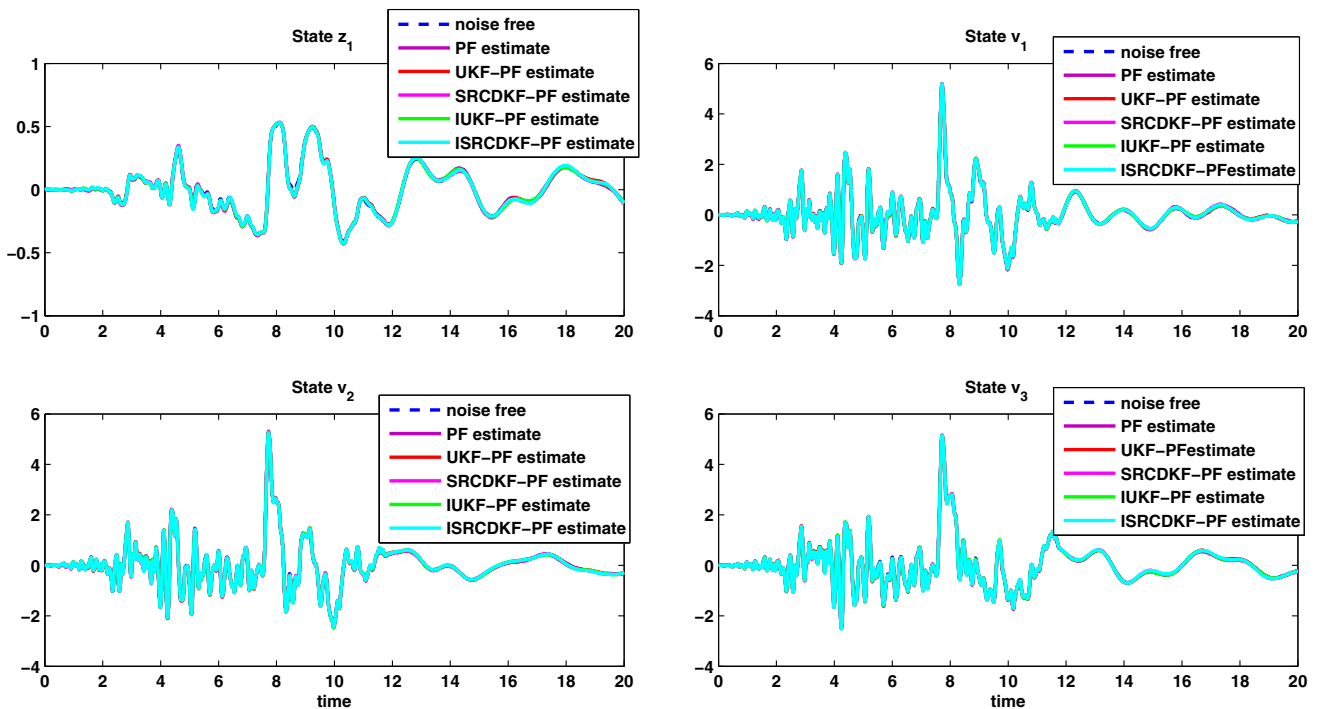 State z1
noise free
PF estimate
UKF−PF estimate
SRCDKF−PF estimate
IUKF−PF estimate
ISRCDKF−PF estimate
1
0.5
0
−0.5
−1
0 2 4 6 8 10 12 14 16 18 20
State v1
noise free
PF estimate
UKF−PF estimate
SRCDKF−PF estimate
IUKF−PF estimate
ISRCDKF−PFestimate
6
4
2
0
−2
−4
0 2 4 6 8 10 12 14 16 18 20
State v2
noise free
PF estimate
UKF−PF estimate
SRCDKF−PF estimate
IUKF−PF estimate
ISRCDKF−PF estimate
6
4
2
0
−2
−4
0 2 4 6 8 10 12 14 16 18 20
time
State v3
noise free
PF estimate
UKF−PFestimate
SRCDKF−PF estimate
IUKF−PF estimate
ISRCDKF−PF estimate
6
4
2
0
−2
−4
0 2 4 6 8 10 12 14 16 18 20
time